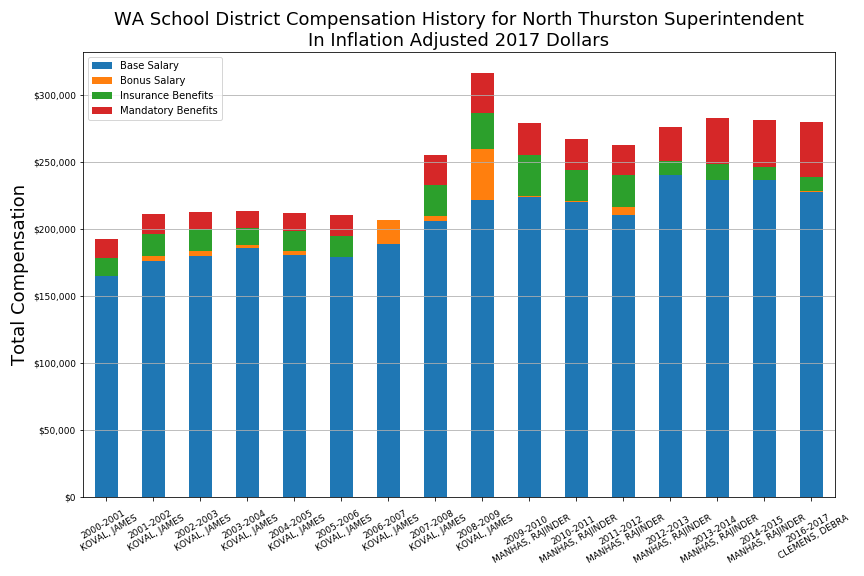 WA School District Compensation History for North Thurston Superintendent
In Inflation Adjusted 2017 Dollars
Base Salary
Bonus Salary
Insurance Benefits
Mandatory Benefits
Total Compensation
$300,000
$250,000
$200,000
$150,000
$100,000
$50,000
$0
2000-2001
KOVAL, JAMES
2001-2002
KOVAL, JAMES
2002-2003
KOVAL, JAMES
2003-2004
KOVAL, JAMES
2004-2005
KOVAL, JAMES
2005-2006
KOVAL, JAMES
2006-2007
KOVAL, JAMES
2007-2008
KOVAL, JAMES
2008-2009
KOVAL, JAMES
2009-2010
MANHAS, RAJINDER
2010-2011
MANHAS, RAJINDER
2011-2012
MANHAS, RAJINDER
2012-2013
MANHAS, RAJINDER
2013-2014
MANHAS, RAJINDER
2014-2015
MANHAS, RAJINDER
2016-2017
CLEMENS, DEBRA